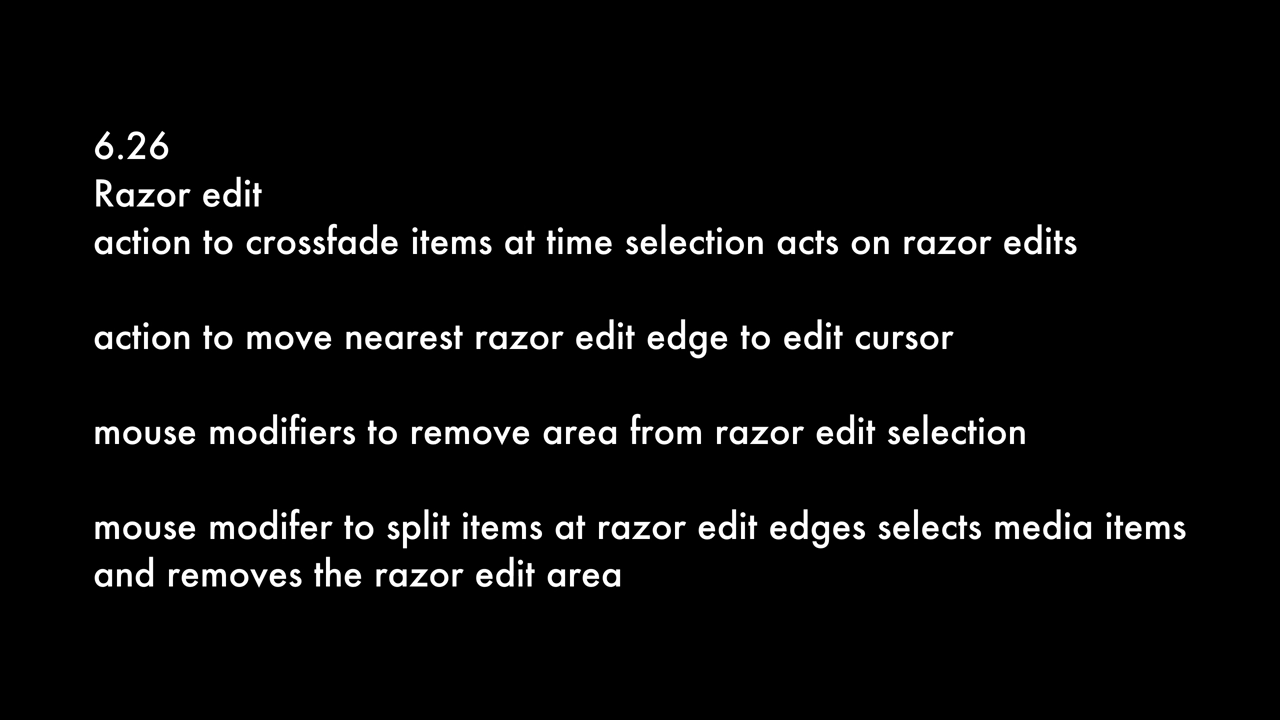 6.26
Razor edit
action to crossfade items at time selection acts on razor edits
action to move nearest razor edit edge to edit cursor
mouse modifiers to remove area from razor edit selection
mouse modifer to split items at razor edit edges selects media items
and removes the razor edit area